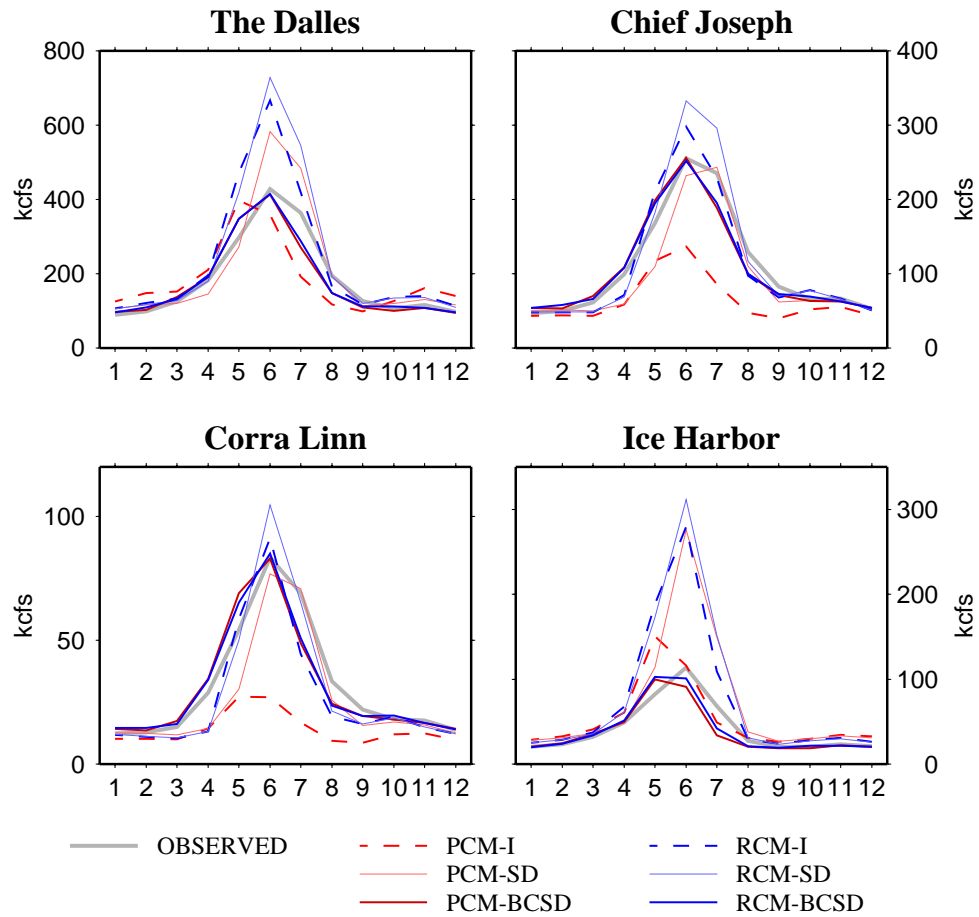 The Dalles
Chief Joseph
800
600
400
200
0
kcfs
1 2 3 4 5 6 7 8 9 10 11 12
400
300
200
100
0
kcfs
1 2 3 4 5 6 7 8 9 10 11 12
Corra Linn
Ice Harbor
100
50
0
kcfs
1 2 3 4 5 6 7 8 9 10 11 12
300
200
100
0
kcfs
1 2 3 4 5 6 7 8 9 10 11 12
OBSERVED
PCM-I
RCM-I
PCM-SD
RCM-SD
PCM-BCSD
RCM-BCSD